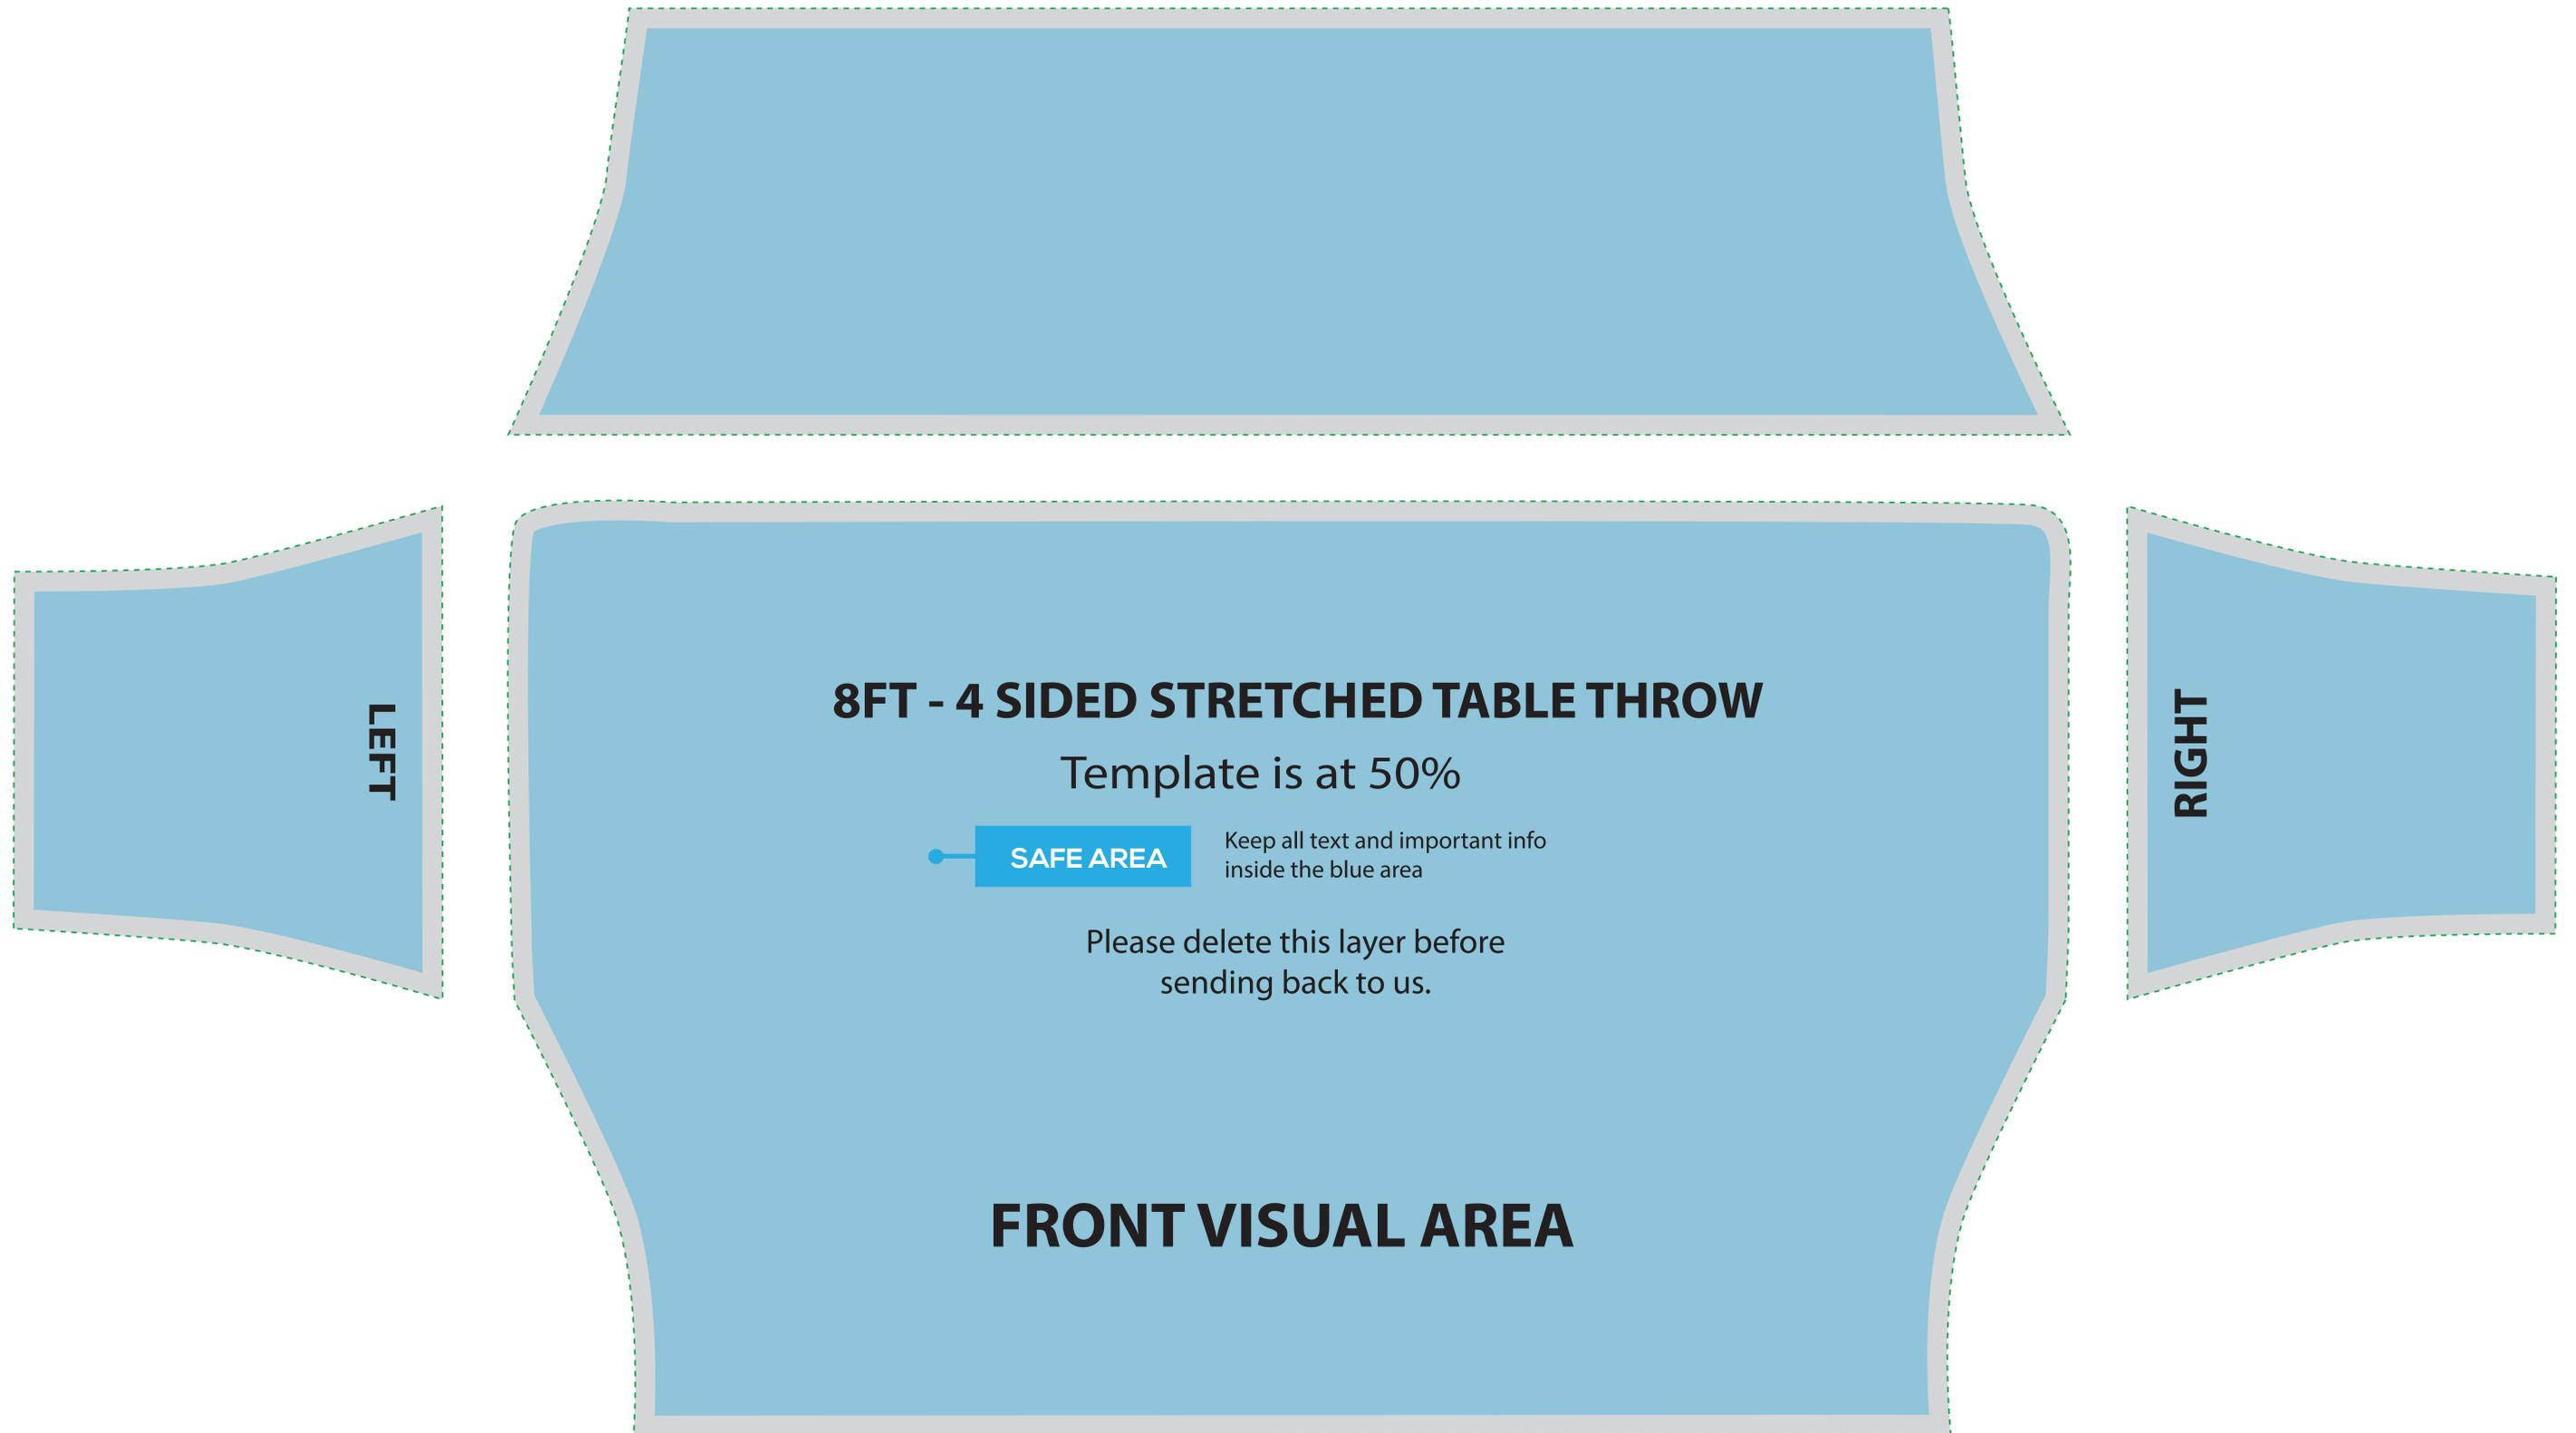 8FT - 4 SIDED STRETCHED TABLE THROW
Template is at 50%
SAFE AREA
Keep all text and important info
inside the blue area
Please delete this layer before
sending back to us.
FRONT VISUAL AREA
LEFT
RIGHT